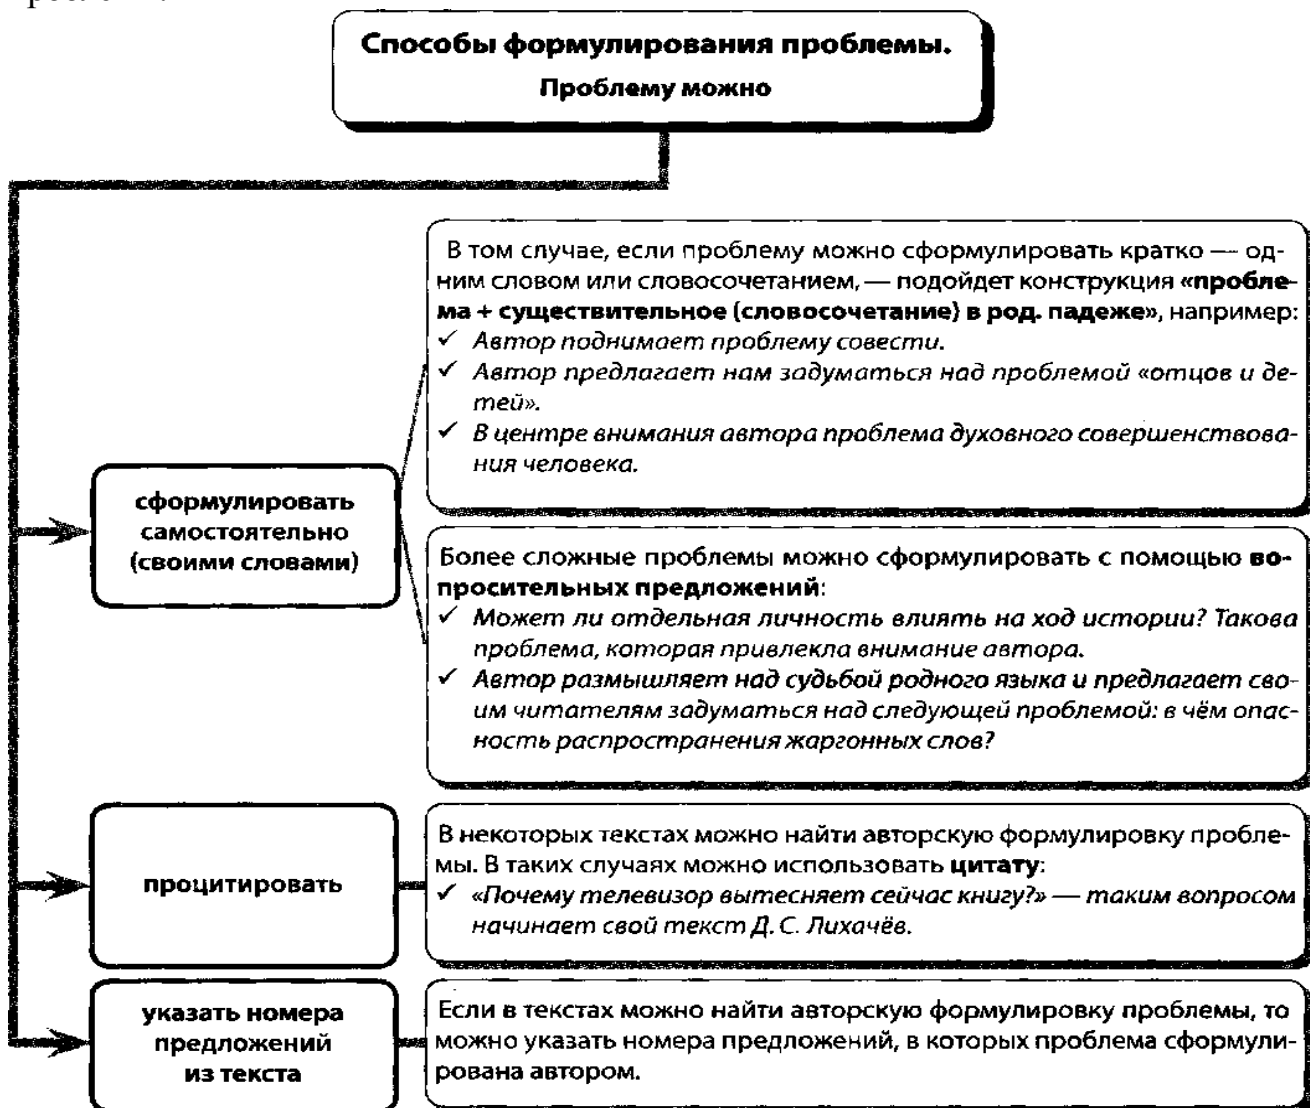 Способы формулирования проблемы.
Проблему можно
В том случае, если проблему можно сформулировать кратко — од-
ним словом или словосочетанием, — подойдет конструкция «пробле-
ма + существительное (словосочетание) в род. падеже», например:
✓ Автор поднимает проблему совести.
✓ Автор предлагает нам задуматься над проблемой «отцов и де-
тей».
✓ В центре внимания автора проблема духовного совершенствова-
ния человека.
сформулировать
самостоятельно
(своими словами)
Более сложные проблемы можно сформулировать с помощью во-
просительных предложений:
✓ Может ли отдельная личность влиять на ход истории? Такова
проблема, которая привлекла внимание автора.
✓ Автор размышляет над судьбой родного языка и предлагает сво-
им читателям задуматься над следующей проблемой: в чём опас-
ность распространения жаргонных слов?
процитировать
В некоторых текстах можно найти авторскую формулировку пробле-
мы. В таких случаях можно использовать цитату:
✓ «Почему телевизор вытесняет сейчас книгу?» — таким вопросом
начинает свой текст Д. С. Лихачёв.
указать номера
предложений
из текста
Если в текстах можно найти авторскую формулировку проблемы, то
можно указать номера предложений, в которых проблема сформули-
рована автором.